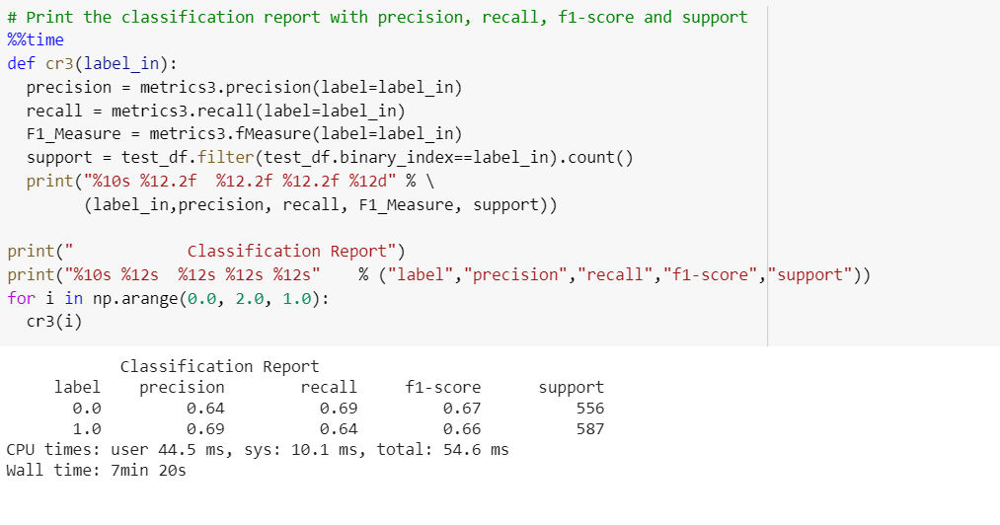 # Print the classification report with precision, recall, f1-score and support
%%time
def cr3(label_in):
  precision = metrics3.precision(label=label_in)
  recall = metrics3.recall(label=label_in)
  F1_Measure = metrics3.fMeasure(label=label_in)
  support = test_df.filter(test_df.binary_index==label_in).count()
  print("%10s %12.2f  %12.2f %12.2f %12d" % \
        (label_in,precision, recall, F1_Measure, support))

print("            Classification Report")
print("%10s %12s  %12s %12s %12s"    % ("label","precision","recall","f1-score","support"))
for i in np.arange(0.0, 2.0, 1.0):
  cr3(i)
            Classification Report
     label    precision        recall     f1-score      support
       0.0         0.64          0.69         0.67          556
       1.0         0.69          0.64         0.66          587
CPU times: user 44.5 ms, sys: 10.1 ms, total: 54.6 ms
Wall time: 7min 20s